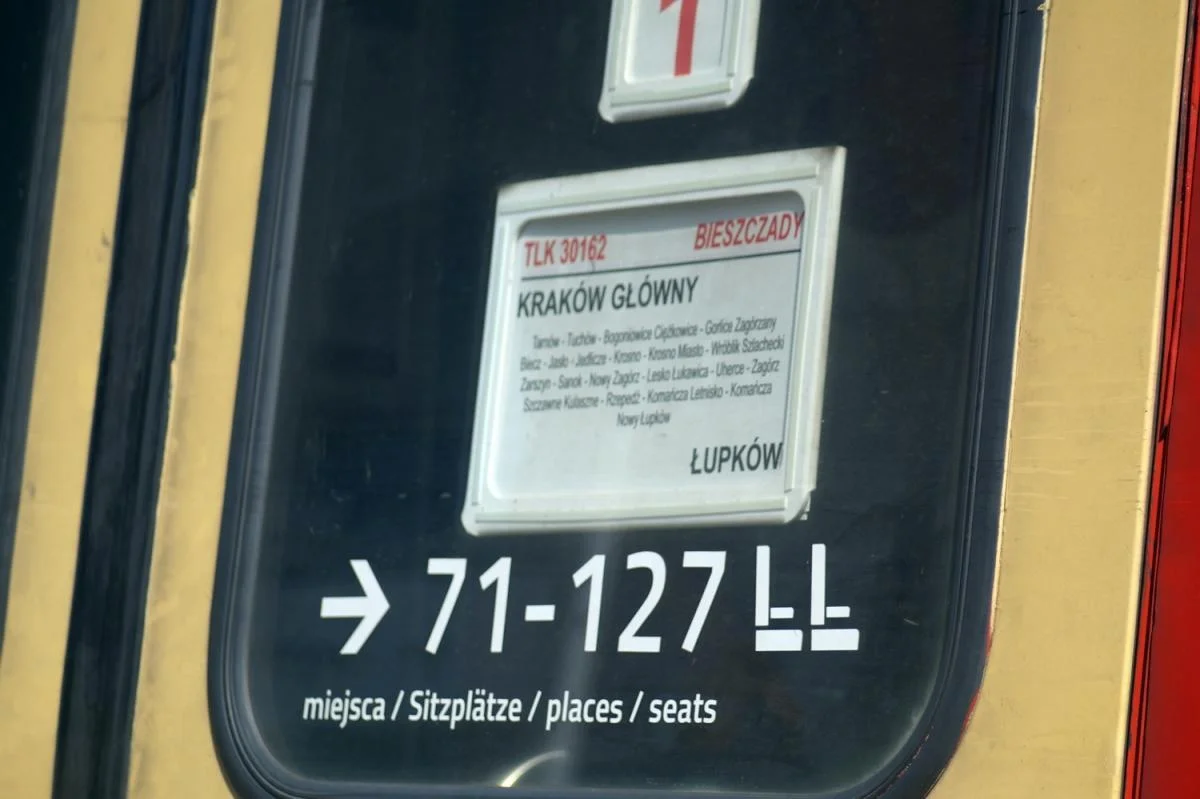 1
TLK 30162 BIESZCZADY
KRAKÓW GŁÓWNY
Tarnów - Tuchów - Bogoniowice Ciężkowice - Gorlice Zagórzany
Biecz - Jasło - Jedlicze - Krosno - Krosno Miasto - Wróblik Szlachecki
Zarszyn - Sanok - Nowy Zagórz - Lesko Łukawica - Uherce - Zagórz
Szczawne Kulaszne - Rzepedź - Komańcza Letnisko - Komańcza
Nowy Łupków
ŁUPKÓW
→ 71-127
miejsca / Sitzplätze / places / seats